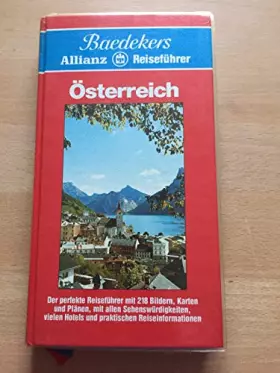 Baedekers
Allianz Reiseführer
Österreich
Der perfekte Reiseführer mit 218 Bildern, Karten
und Plänen, mit allen Sehenswürdigkeiten,
vielen Hotels und praktischen Reiseinformationen